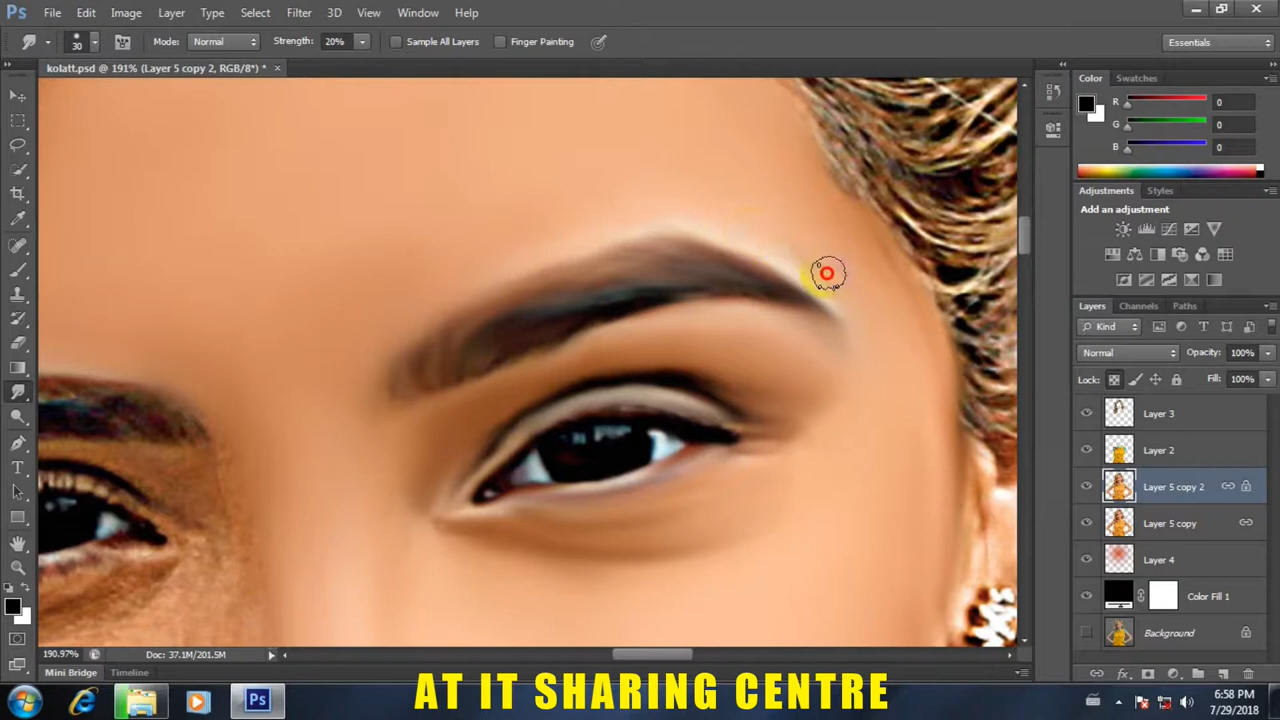 Ps File Edit Image Layer Type Select Filter 3D View Window Help
30 Mode: Normal Strength: 20% Sample All Layers Finger Painting Essentials
kolatt.psd @ 191% (Layer 5 copy 2, RGB/8*) *
Color Swatches
R 0
G 0
B 0
Adjustments Styles
Add an adjustment
Layers Channels Paths
Kind
Normal Opacity: 100%
Lock: Fill: 100%
Layer 3
Layer 2
Layer 5 copy 2
Layer 5 copy
Layer 4
Color Fill 1
Background
190.97% Doc: 37.1M/201.5M
Mini Bridge Timeline
AT IT SHARING CENTRE
Ps
6:58 PM
7/29/2018